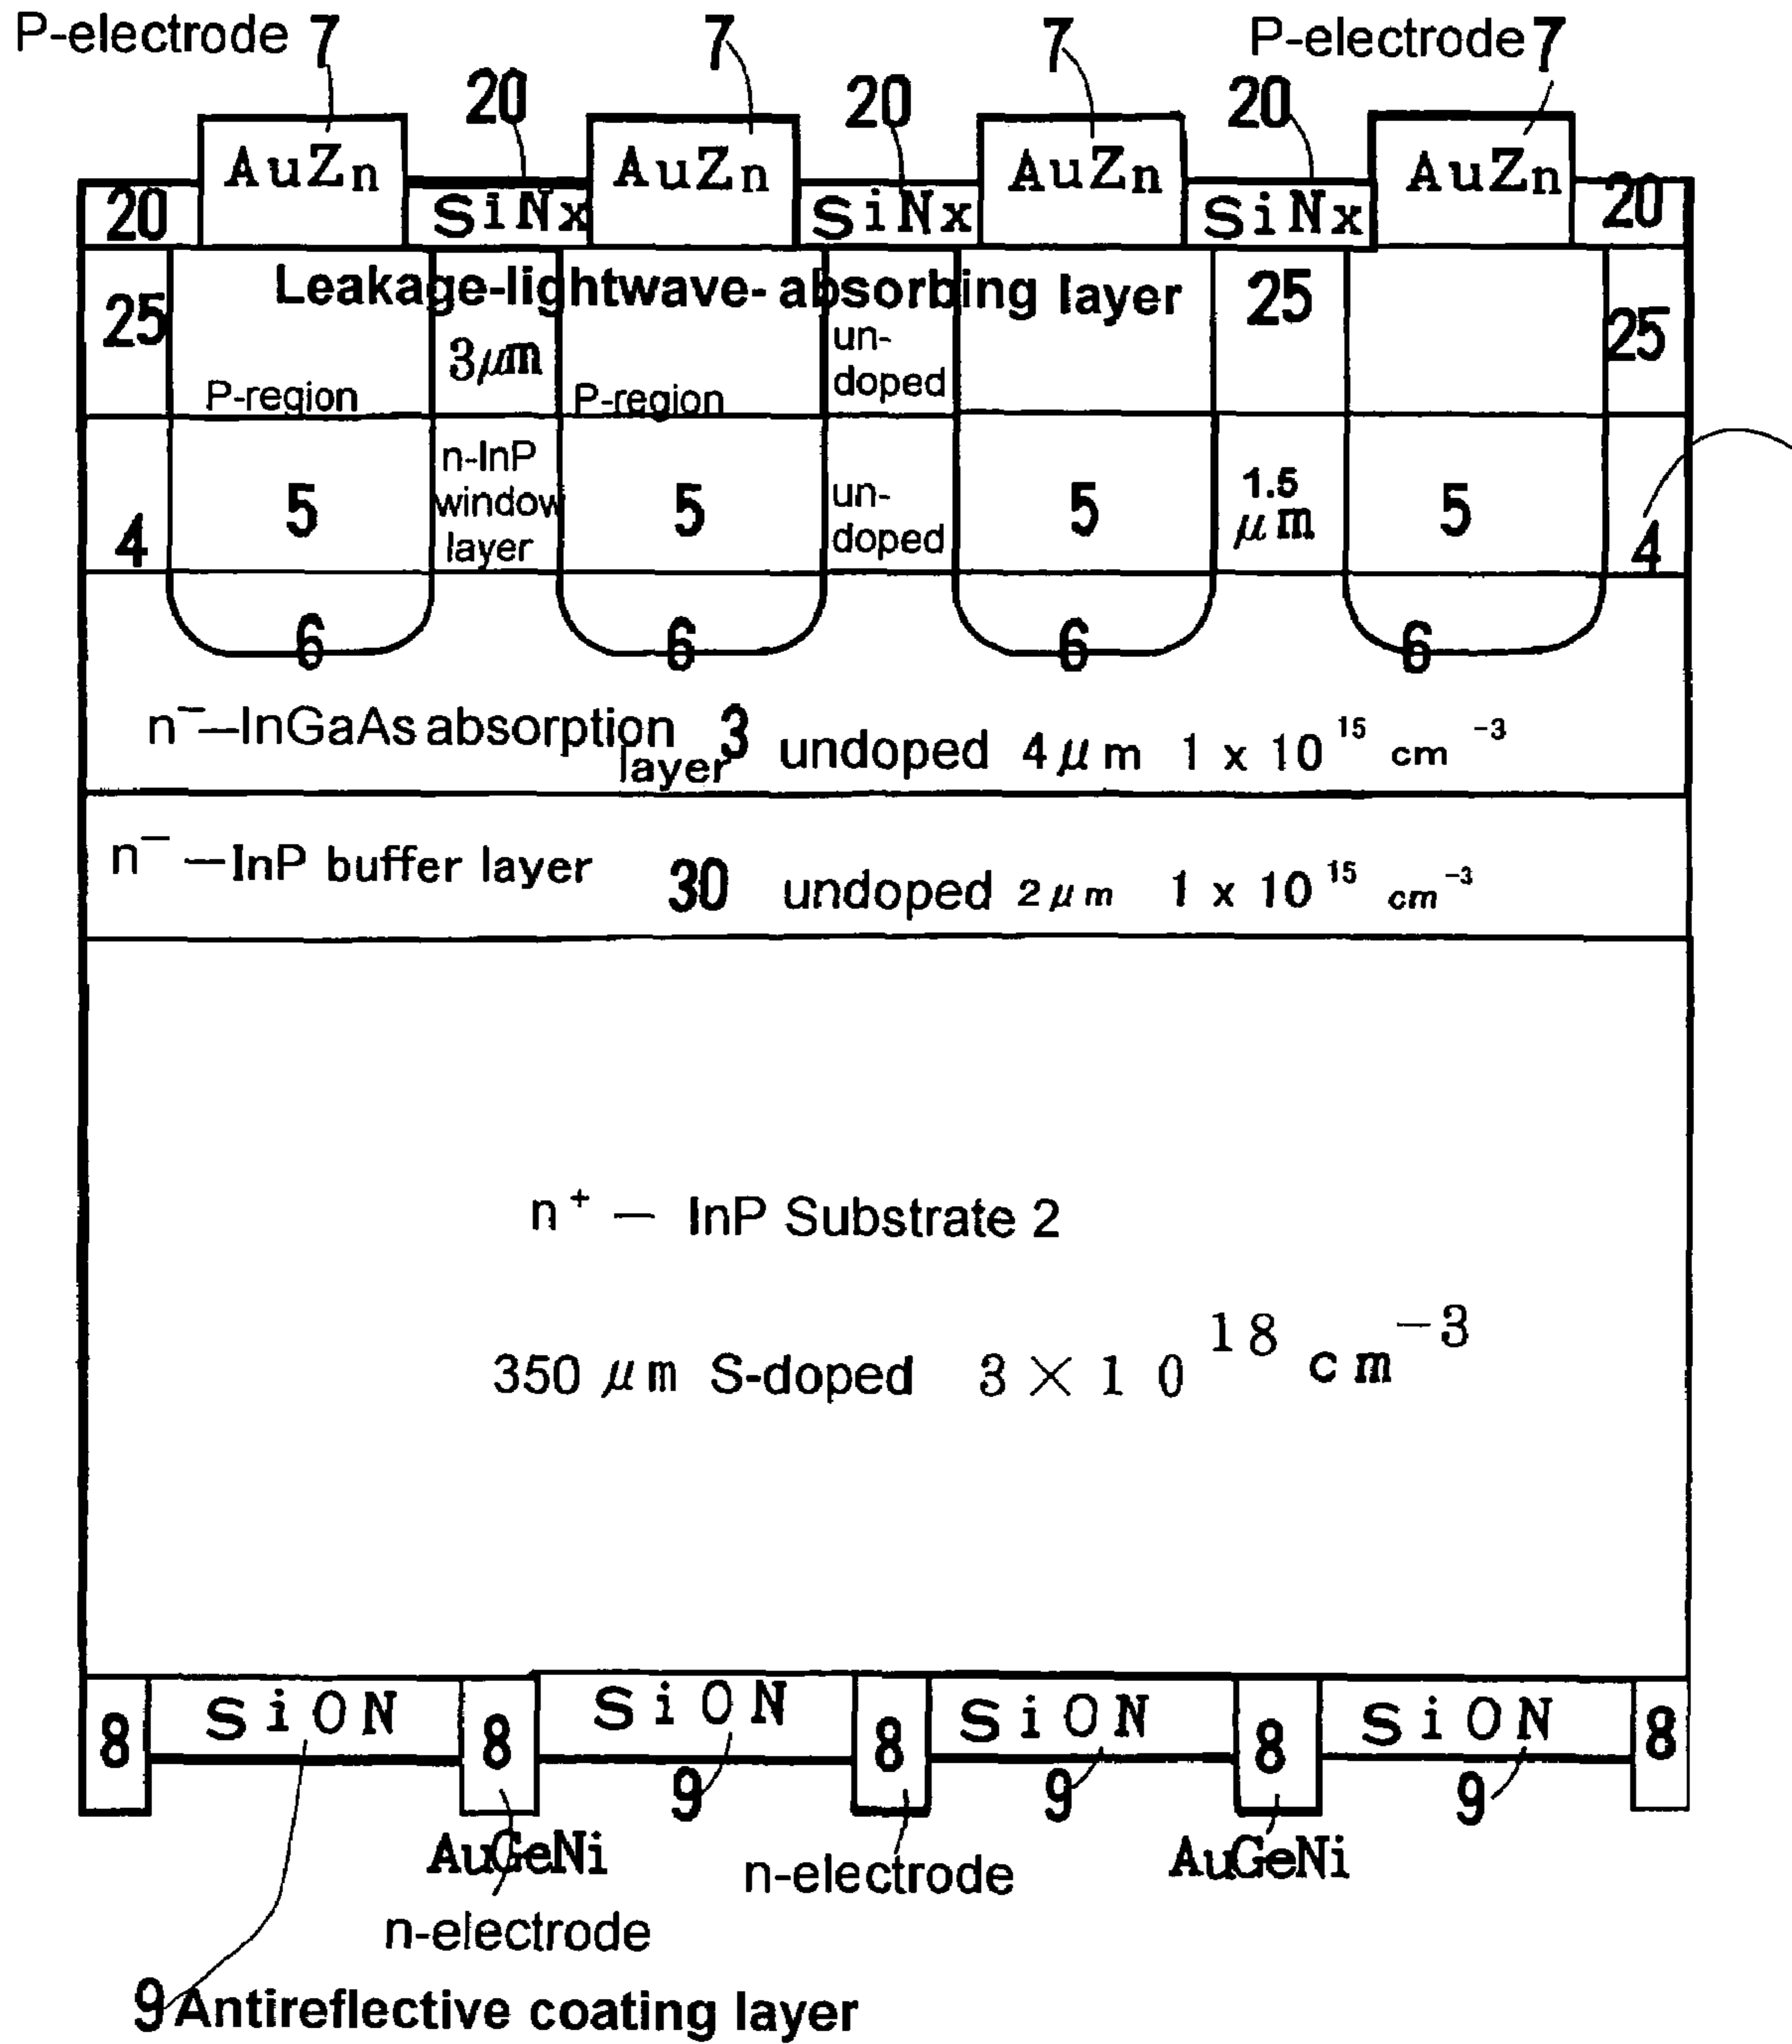 P-electrode 7 7 7 P-electrode 7
20 20 20
AuZn AuZn AuZn AuZn
20 SiNx SiNx SiNx 20
Leakage-lightwave-absorbing layer
25 3μm un-doped 25 25
P-region P-region
4 5 n-InP window layer 5 un-doped 5 1.5 μm 5 4
6 6 6 6
n⁻—InGaAs absorption layer 3 undoped 4μm 1 x 10¹⁵ cm⁻³
n⁻—InP buffer layer 30 undoped 2μm 1 x 10¹⁵ cm⁻³
n⁺— InP Substrate 2
350 μm S-doped 3×10¹⁸ cm⁻³
8 SiON 8 SiON 8 SiON 8 SiON 8
9 9 9
AuGeNi n-electrode AuGeNi
n-electrode
9 Antireflective coating layer